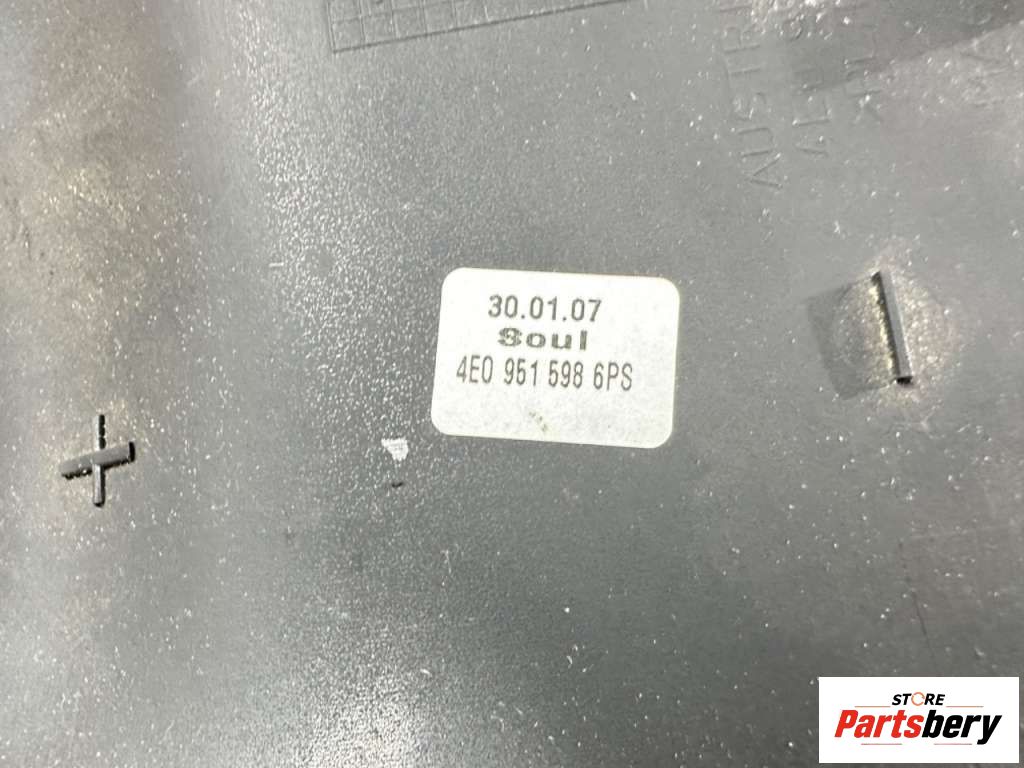 30.01.07
Soul
4E0 951 598 6PS
STORE
Partsbery